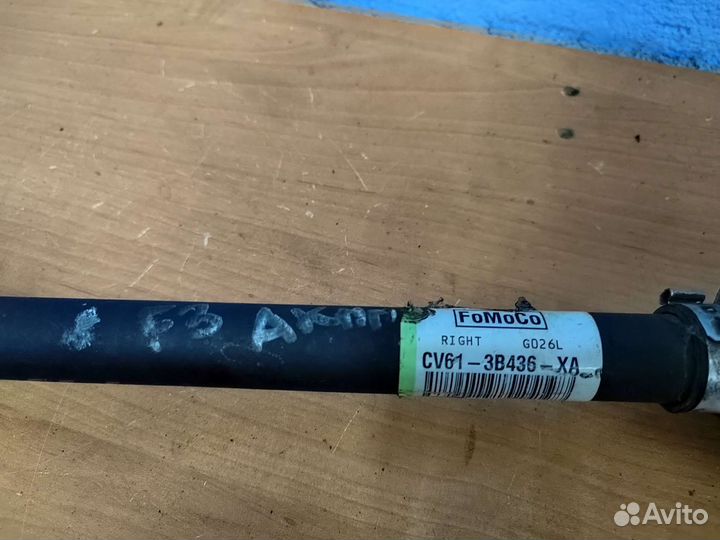 F3 АКПП
FoMoCo
RIGHT GD26L
CV61-3B436-XA
Avito